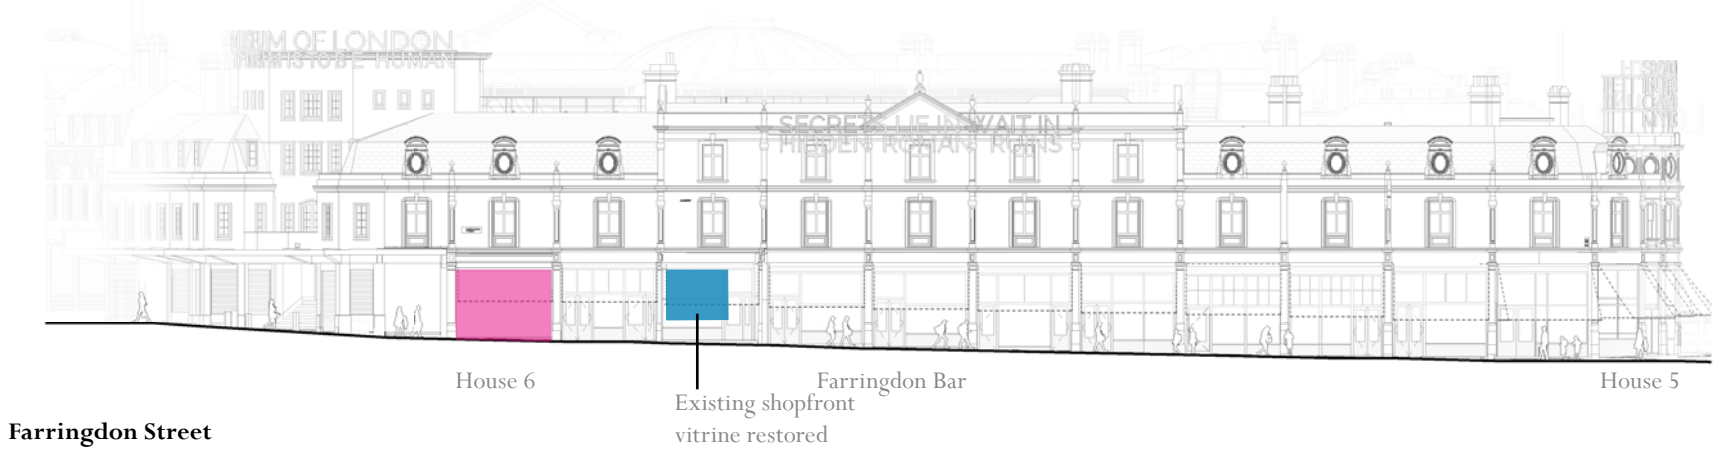 MUSEUM OF LONDON
SECRETS LIE IN WAIT IN
HIDDEN ROMAN RUINS
House 6
Farringdon Bar
House 5
Existing shopfront
vitrine restored
Farringdon Street